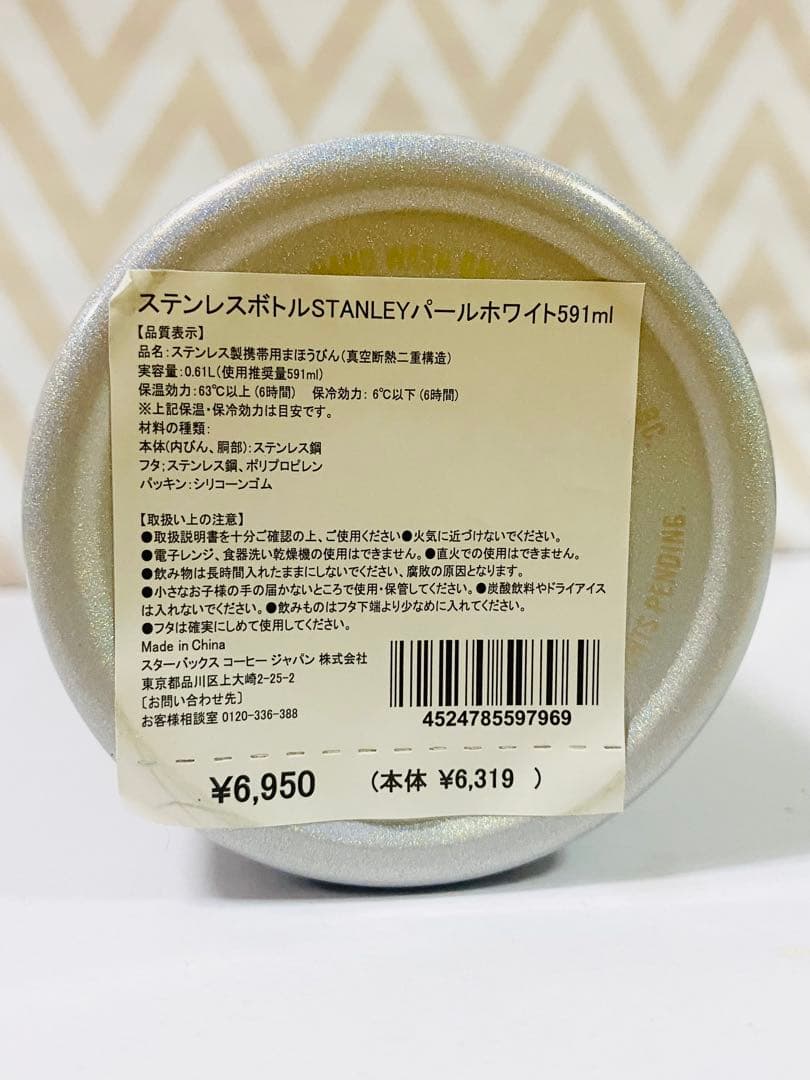 ステンレスボトルSTANLEYパールホワイト591ml
【品質表示】
品名:ステンレス製携帯用まほうびん(真空断熱二重構造)
実容量:0.61L(使用推奨量591ml)
保温効力:63℃以上(6時間) 保冷効力:6℃以下(6時間)
※上記保温・保冷効力は目安です。
材料の種類:
本体(内びん、胴部):ステンレス鋼
フタ;ステンレス鋼、ポリプロピレン
パッキン:シリコーンゴム
【取扱い上の注意】
●取扱説明書を十分ご確認の上、ご使用ください●火気に近づけないでください。
●電子レンジ、食器洗い乾燥機の使用はできません。●直火での使用はできません。
●飲み物は長時間入れたままにしないでください、腐敗の原因となります。
●小さなお子様の手の届かないところで使用・保管してください。●炭酸飲料やドライアイス
は入れないでください。●飲みものはフタ下端より少なめに入れてください。
●フタは確実にしめて使用してください。
Made in China
スターバックス コーヒー ジャパン 株式会社
東京都品川区上大崎2-25-2
[お問い合わせ先]
お客様相談室 0120-336-388
4524785597969
¥6,950 (本体 ¥6,319 )
PENDING.